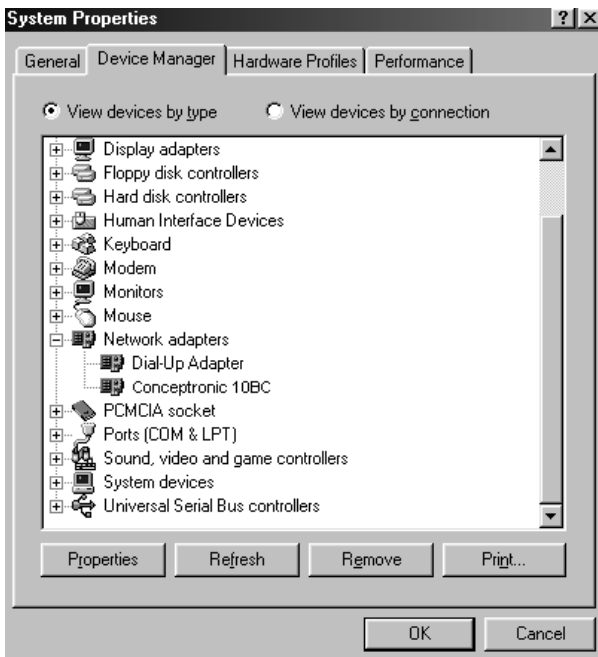 System Properties
?
General Device Manager Hardware Profiles Performance
View devices by type View devices by connection
Display adapters
Floppy disk controllers
Hard disk controllers
Human Interface Devices
Keyboard
Modem
Monitors
Mouse
Network adapters
Dial-Up Adapter
Conceptronic 10BC
PCMCIA socket
Ports (COM & LPT)
Sound, video and game controllers
System devices
Universal Serial Bus controllers
Properties Refresh Remove Print...
OK Cancel